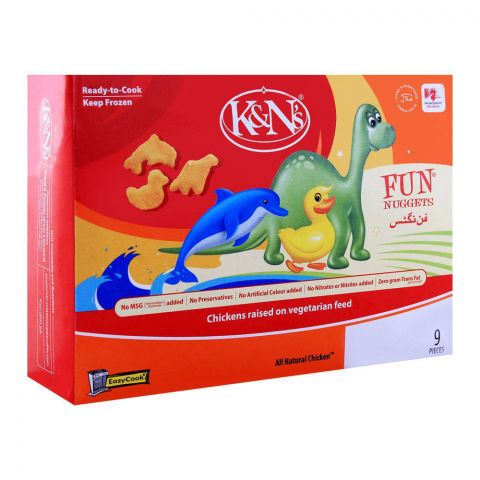 Ready-to-Cook
Keep Frozen
K&N's
FUN
NUGGETS
فن نگٹس
No MSG added
No Preservatives
No Artificial Colour added
No Nitrates or Nitrites added
Zero gram Trans Fat
Chickens raised on vegetarian feed
All Natural Chicken™
9
PIECES
EasyCook
K&N's